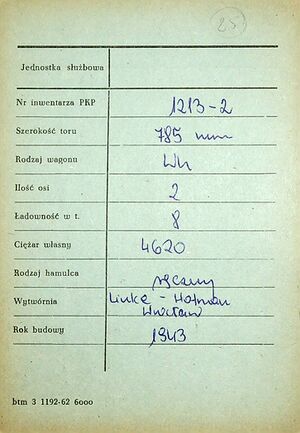 25
Jednostka służbowa
Nr inwentarza PKP 1213-2
Szerokość toru 785 mm
Rodzaj wagonu Wh
Ilość osi 2
Ładowność w t. 8
Ciężar własny 4620
Rodzaj hamulca ręczny
Wytwórnia Linke - Hofman
Wrocław
Rok budowy 1943
btm 3 1192-62 6000